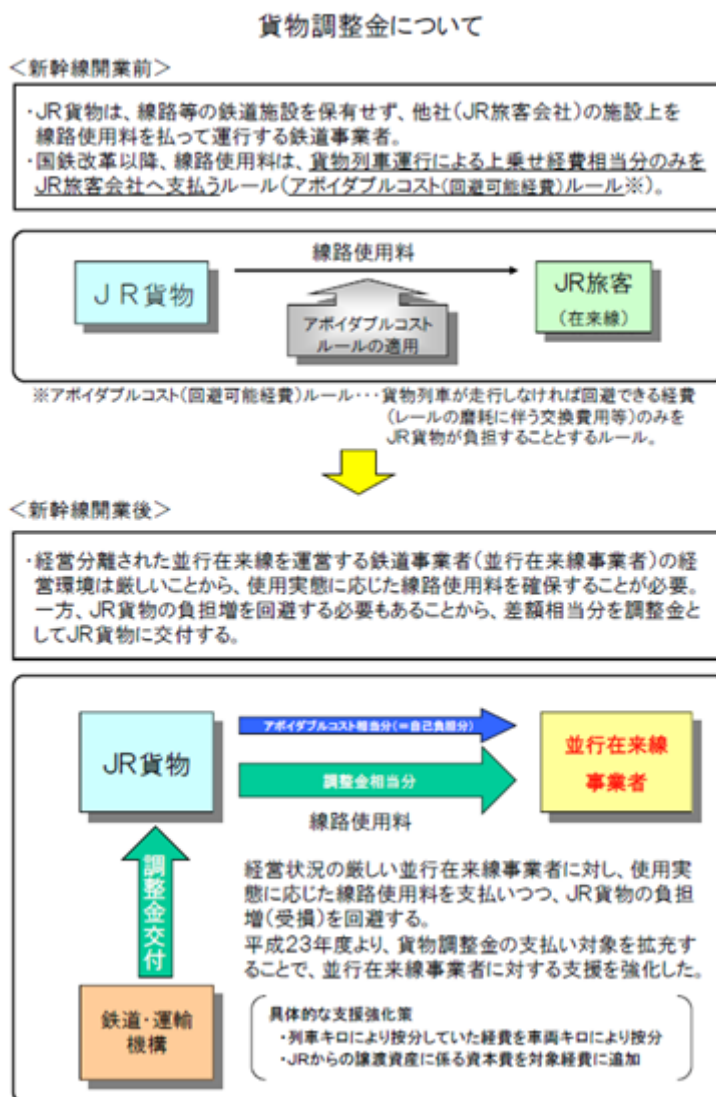 貨物調整金について
＜新幹線開業前＞
・JR貨物は、線路等の鉄道施設を保有せず、他社(JR旅客会社)の施設上を
線路使用料を払って運行する鉄道事業者。
・国鉄改革以降、線路使用料は、貨物列車運行による上乗せ経費相当分のみを
JR旅客会社へ支払うルール(アボイダブルコスト(回避可能経費)ルール※)。
線路使用料
ＪＲ貨物
JR旅客
(在来線)
アボイダブルコスト
ルールの適用
※アボイダブルコスト(回避可能経費)ルール･･･貨物列車が走行しなければ回避できる経費
(レールの磨耗に伴う交換費用等)のみを
JR貨物が負担することとするルール。
＜新幹線開業後＞
・経営分離された並行在来線を運営する鉄道事業者(並行在来線事業者)の経
営環境は厳しいことから、使用実態に応じた線路使用料を確保することが必要。
一方、JR貨物の負担増を回避する必要もあることから、差額相当分を調整金と
してJR貨物に交付する。
JR貨物
アボイダブルコスト相当分(＝自己負担分)
調整金相当分
線路使用料
並行在来線
事業者
調整金交付
経営状況の厳しい並行在来線事業者に対し、使用実
態に応じた線路使用料を支払いつつ、JR貨物の負担
増(受損)を回避する。
平成23年度より、貨物調整金の支払い対象を拡充す
ることで、並行在来線事業者に対する支援を強化した。
鉄道・運輸
機構
具体的な支援強化策
・列車キロにより按分していた経費を車両キロにより按分
・JRからの譲渡資産に係る資本費を対象経費に追加